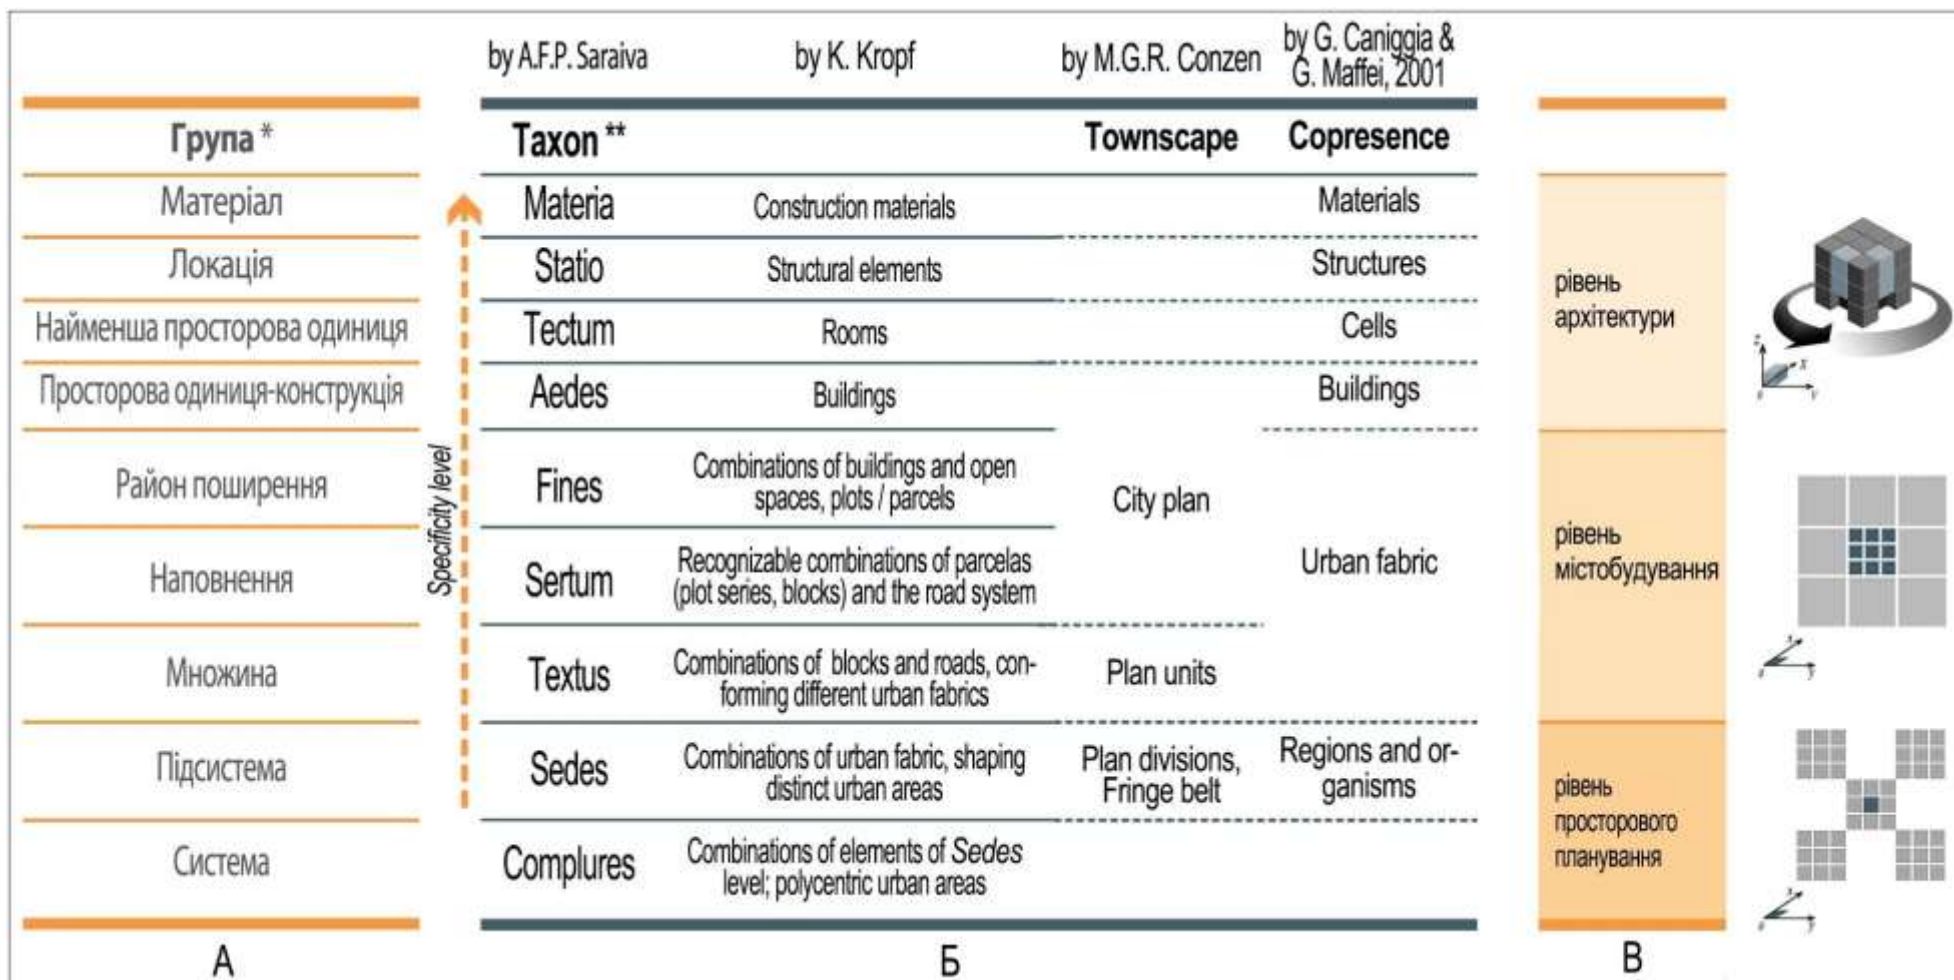 by A.F.P. Saraiva
by K. Kropf
by M.G.R. Conzen
by G. Caniggia &
G. Maffei, 2001
Група *
Taxon **
Townscape
Copresence
Матеріал
Materia
Construction materials
Materials
Локація
Statio
Structural elements
Structures
Найменша просторова одиниця
Tectum
Rooms
Cells
Просторова одиниця-конструкція
Aedes
Buildings
Buildings
рівень
архітектури
z
x
y
Specificity level
Район поширення
Fines
Combinations of buildings and open
spaces, plots / parcels
City plan
Наповнення
Sertum
Recognizable combinations of parcelas
(plot series, blocks) and the road system
Urban fabric
рівень
містобудування
Множина
Textus
Combinations of blocks and roads, con-
forming different urban fabrics
Plan units
x
y
Підсистема
Sedes
Combinations of urban fabric, shaping
distinct urban areas
Plan divisions,
Fringe belt
Regions and or-
ganisms
рівень
просторового
планування
Система
Complures
Combinations of elements of Sedes
level; polycentric urban areas
x
y
А
Б
В